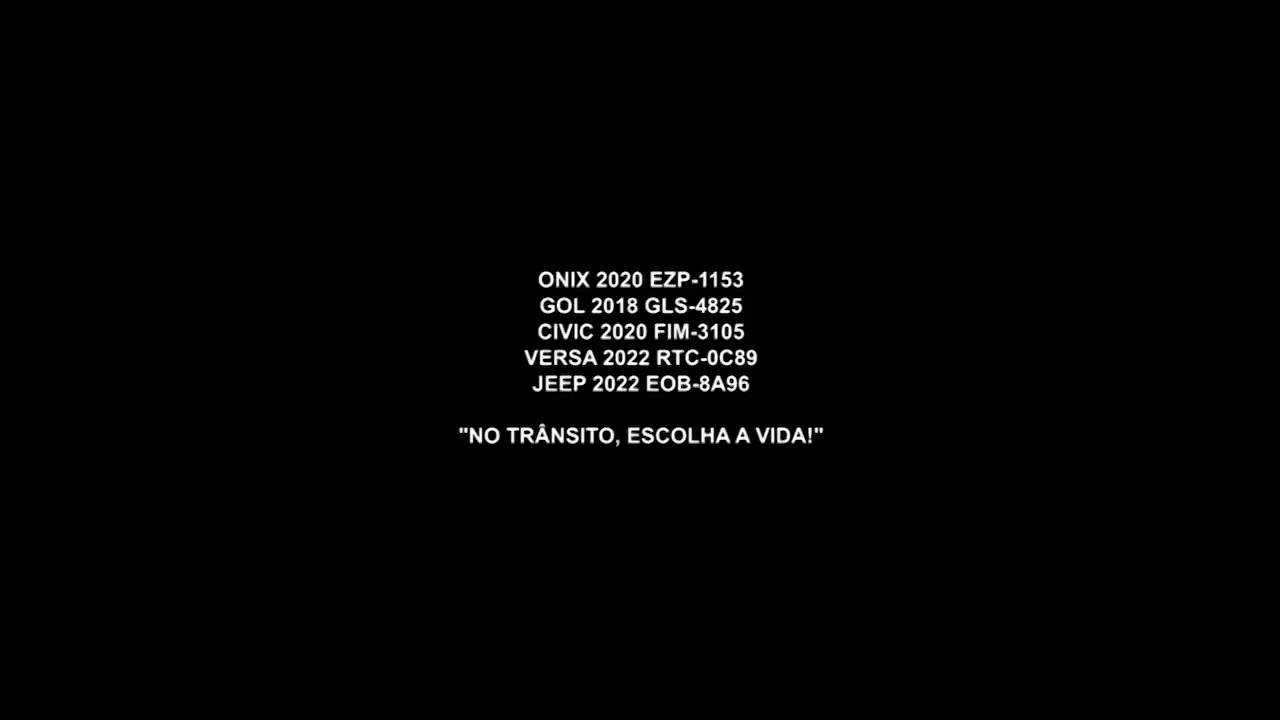 ONIX 2020 EZP-1153
GOL 2018 GLS-4825
CIVIC 2020 FIM-3105
VERSA 2022 RTC-0C89
JEEP 2022 EOB-8A96
"NO TRÂNSITO, ESCOLHA A VIDA!"